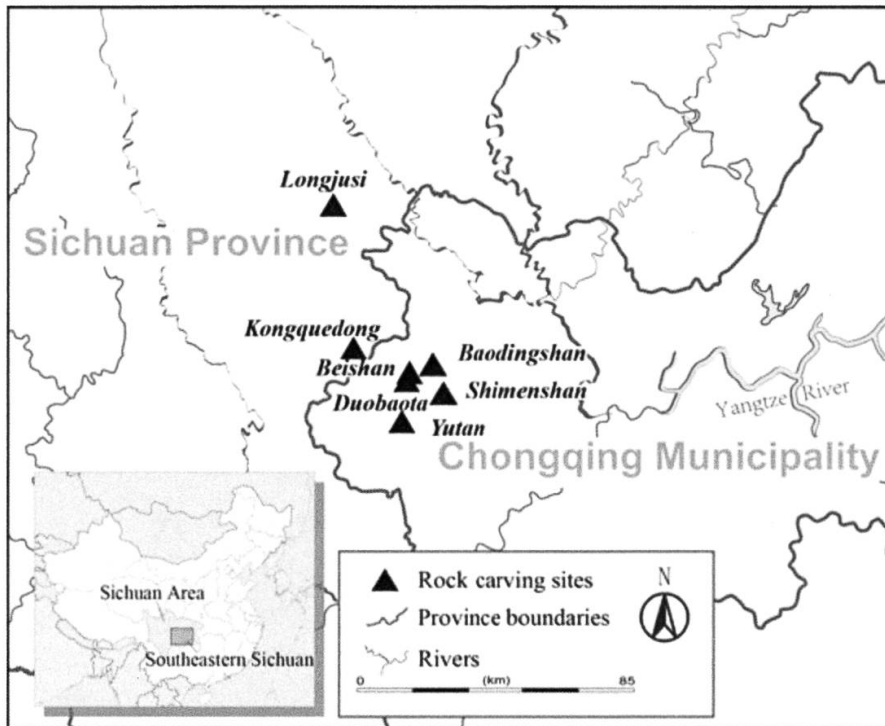 Longjusi
Sichuan Province
Kongquedong
Beishan
Baodingshan
Duobaota
Shimenshan
Yutan
Yangtze River
Chongqing Municipality
Sichuan Area
Southeastern Sichuan
Rock carving sites
Province boundaries
Rivers
N
0 (km) 85